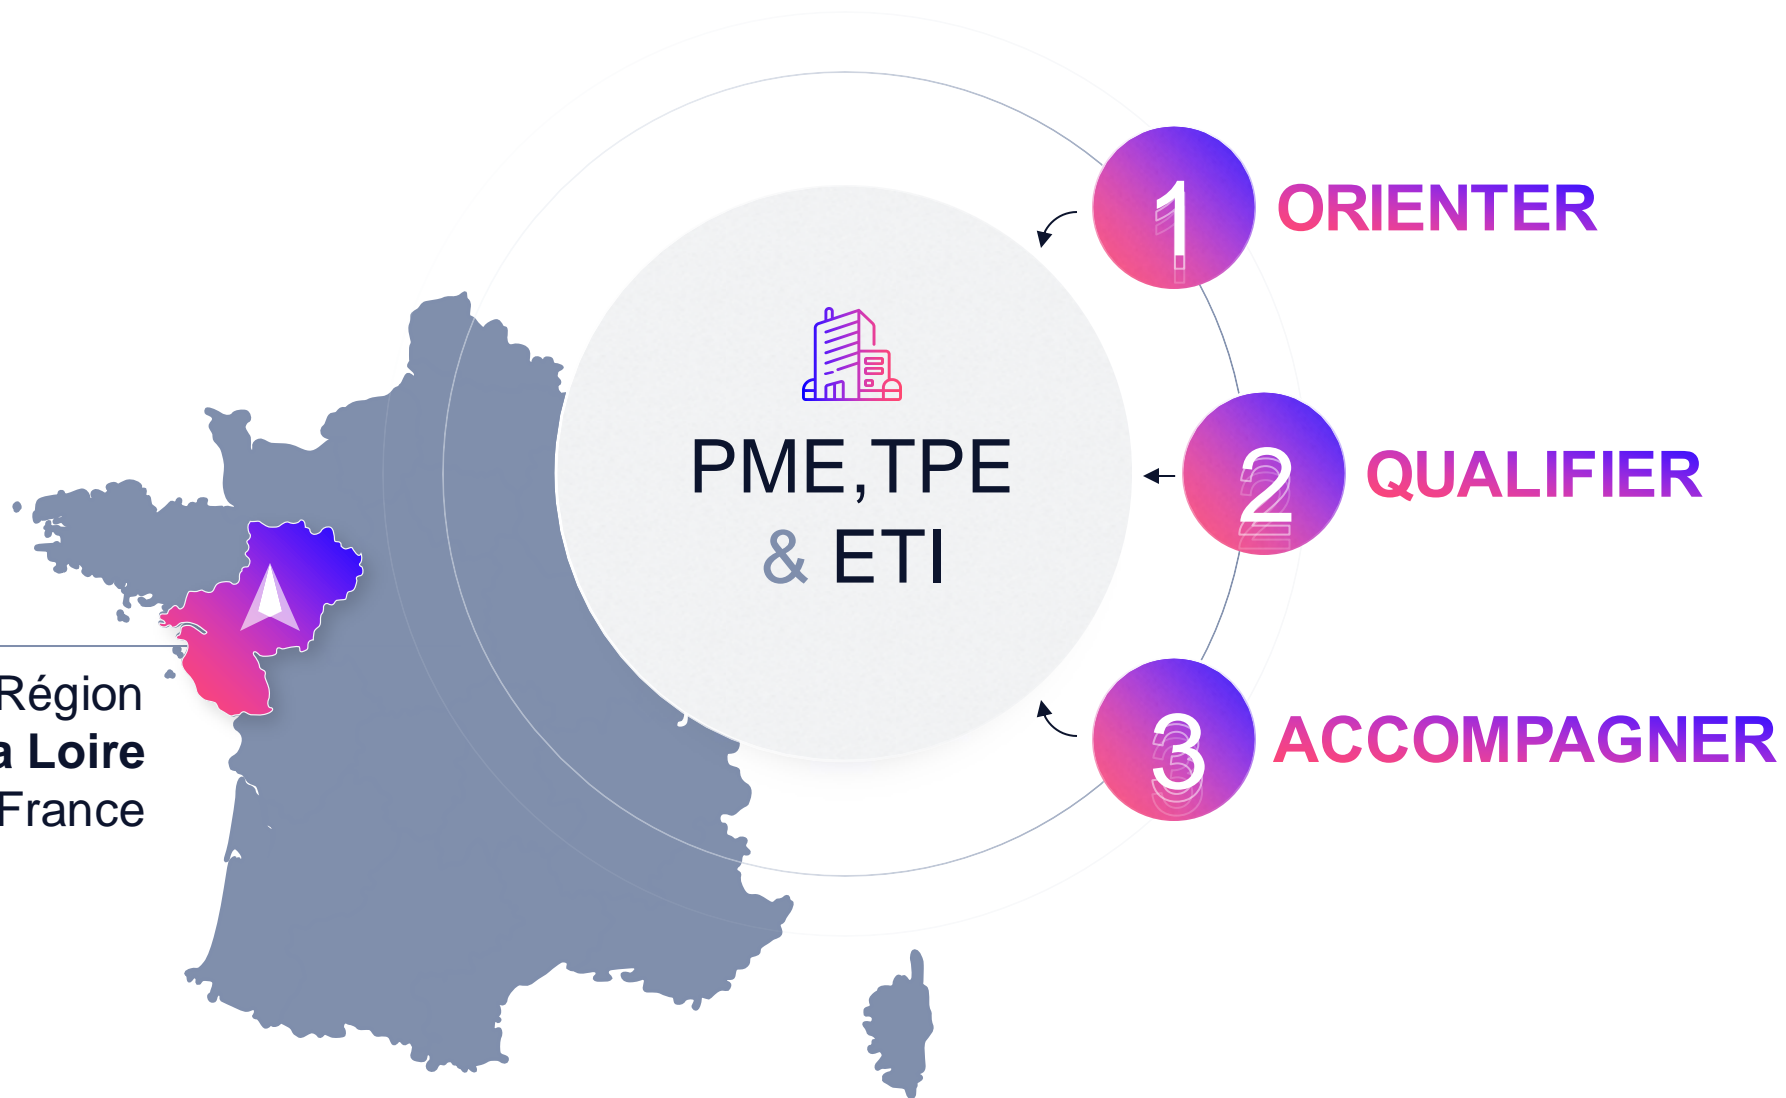 1 ORIENTER
PME,TPE
& ETI
2 QUALIFIER
Région
a Loire
France
3 ACCOMPAGNER